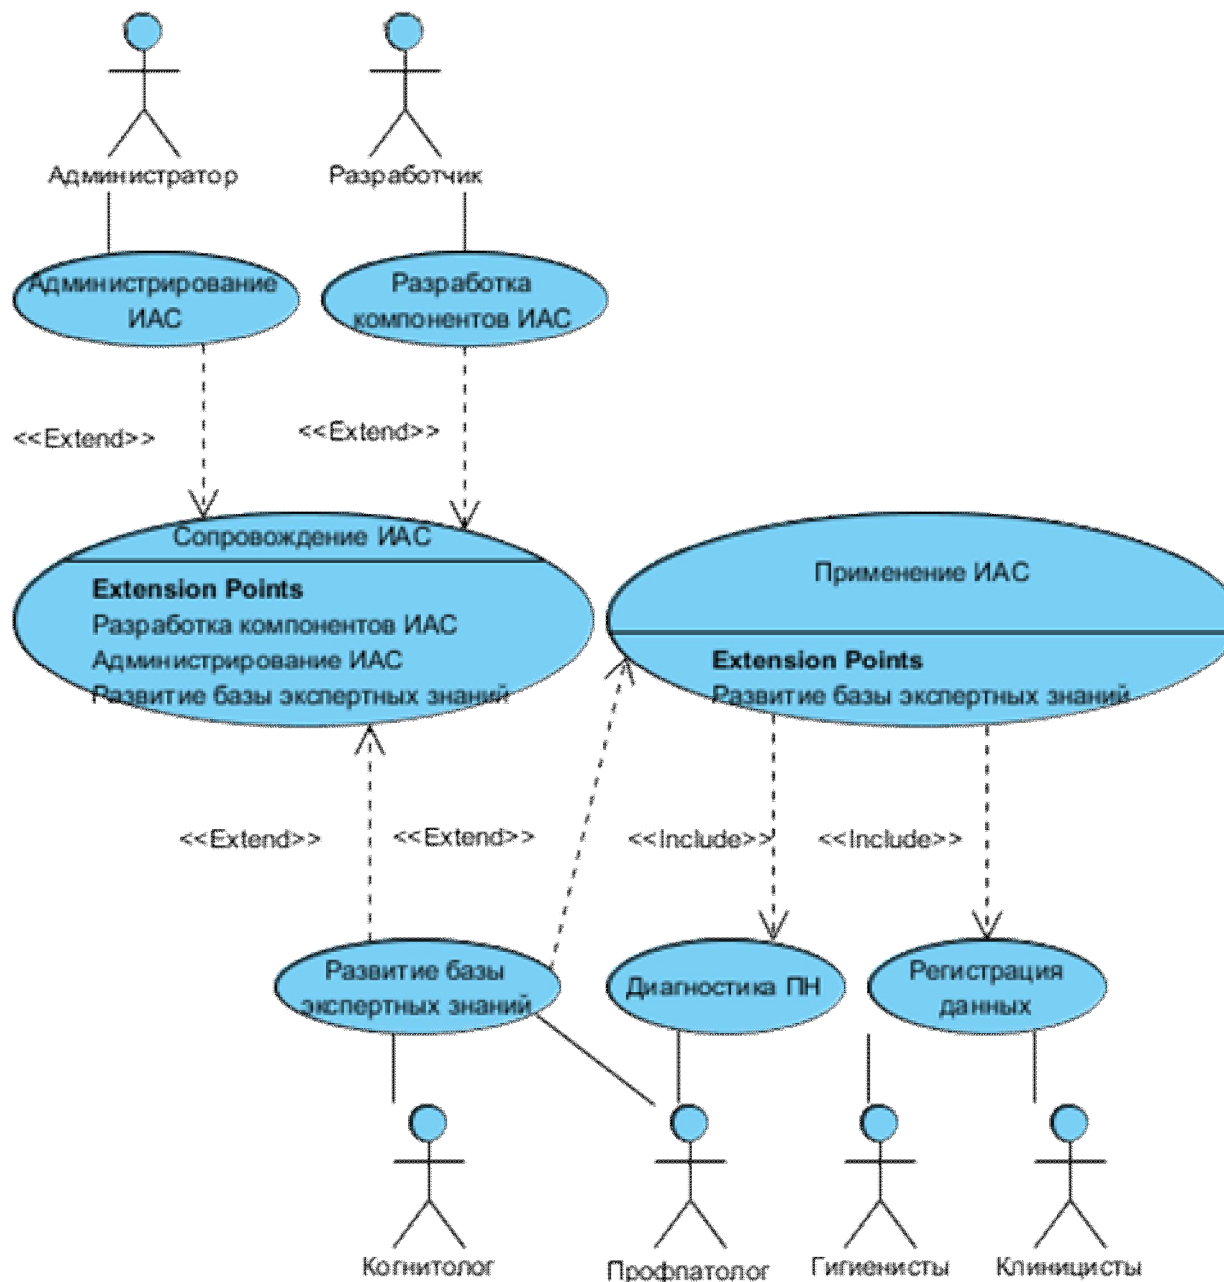 Администратор
Разработчик
Администрирование
ИАС
Разработка
компонентов ИАС
<<Extend>>
<<Extend>>
Сопровождение ИАС
Extension Points
Разработка компонентов ИАС
Администрирование ИАС
Развитие базы экспертных знаний
Применение ИАС
Extension Points
Развитие базы экспертных знаний
<<Extend>>
<<Extend>>
<<Include>>
<<Include>>
Развитие базы
экспертных знаний
Диагностика ПН
Регистрация
данных
Когнитолог
Профпатолог
Гигиенисты
Клиницисты